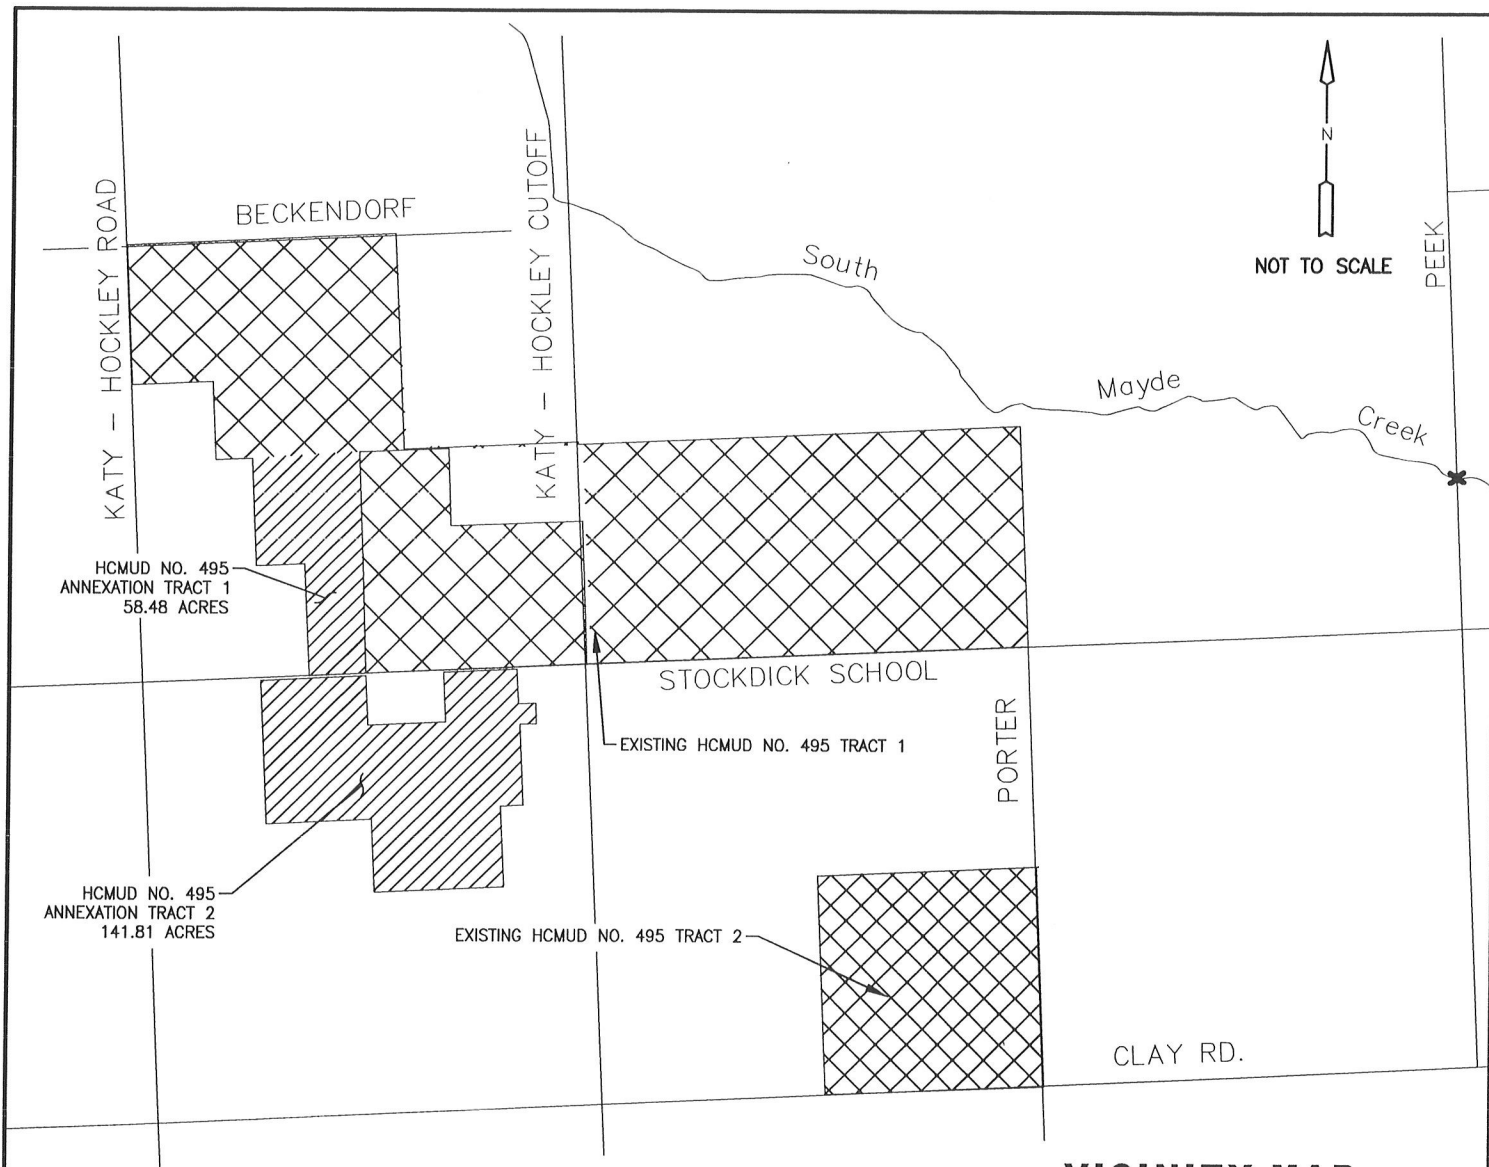 BECKENDORF
KATY - HOCKLEY ROAD
KATY - HOCKLEY CUTOFF
South
Mayde
Creek
N
NOT TO SCALE
PEEK
HCMUD NO. 495
ANNEXATION TRACT 1
58.48 ACRES
STOCKDICK SCHOOL
EXISTING HCMUD NO. 495 TRACT 1
PORTER
HCMUD NO. 495
ANNEXATION TRACT 2
141.81 ACRES
EXISTING HCMUD NO. 495 TRACT 2
CLAY RD.
VICINITY MAP